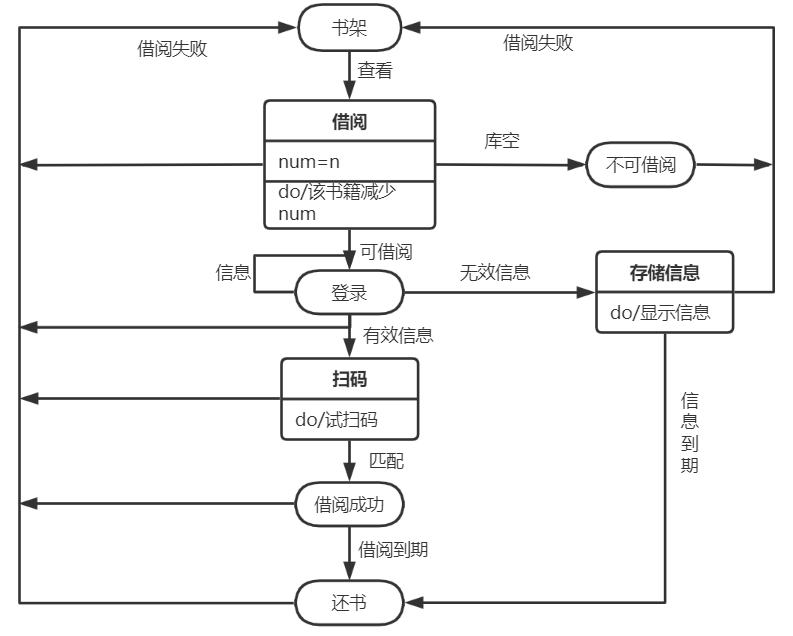 书架
借阅失败
借阅失败
查看
借阅
num=n
do/该书籍减少
num
库空
不可借阅
可借阅
信息
登录
无效信息
存储信息
do/显示信息
有效信息
扫码
do/试扫码
信
息
到
期
匹配
借阅成功
借阅到期
还书